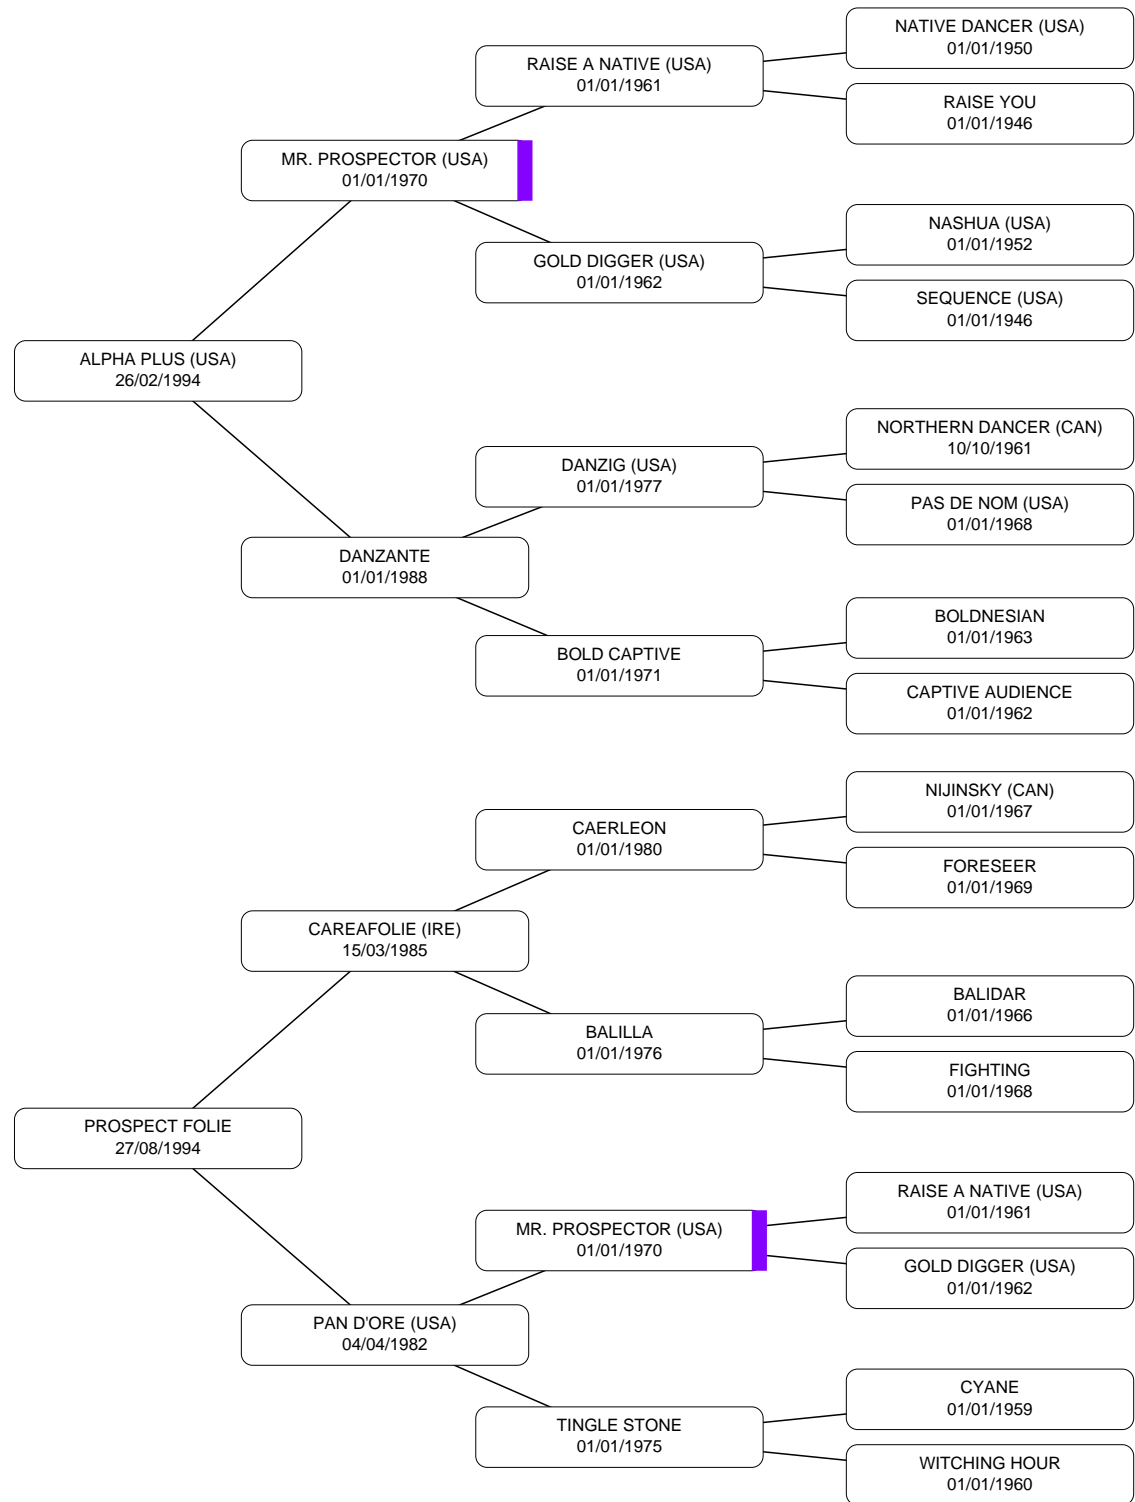 NATIVE DANCER (USA)
01/01/1950
RAISE A NATIVE (USA)
01/01/1961
RAISE YOU
01/01/1946
MR. PROSPECTOR (USA)
01/01/1970
NASHUA (USA)
01/01/1952
GOLD DIGGER (USA)
01/01/1962
SEQUENCE (USA)
01/01/1946
ALPHA PLUS (USA)
26/02/1994
NORTHERN DANCER (CAN)
10/10/1961
DANZIG (USA)
01/01/1977
PAS DE NOM (USA)
01/01/1968
DANZANTE
01/01/1988
BOLDNESIAN
01/01/1963
BOLD CAPTIVE
01/01/1971
CAPTIVE AUDIENCE
01/01/1962
NIJINSKY (CAN)
01/01/1967
CAERLEON
01/01/1980
FORESEER
01/01/1969
CAREAFOLIE (IRE)
15/03/1985
BALIDAR
01/01/1966
BALILLA
01/01/1976
FIGHTING
01/01/1968
PROSPECT FOLIE
27/08/1994
RAISE A NATIVE (USA)
01/01/1961
MR. PROSPECTOR (USA)
01/01/1970
GOLD DIGGER (USA)
01/01/1962
PAN D'ORE (USA)
04/04/1982
CYANE
01/01/1959
TINGLE STONE
01/01/1975
WITCHING HOUR
01/01/1960